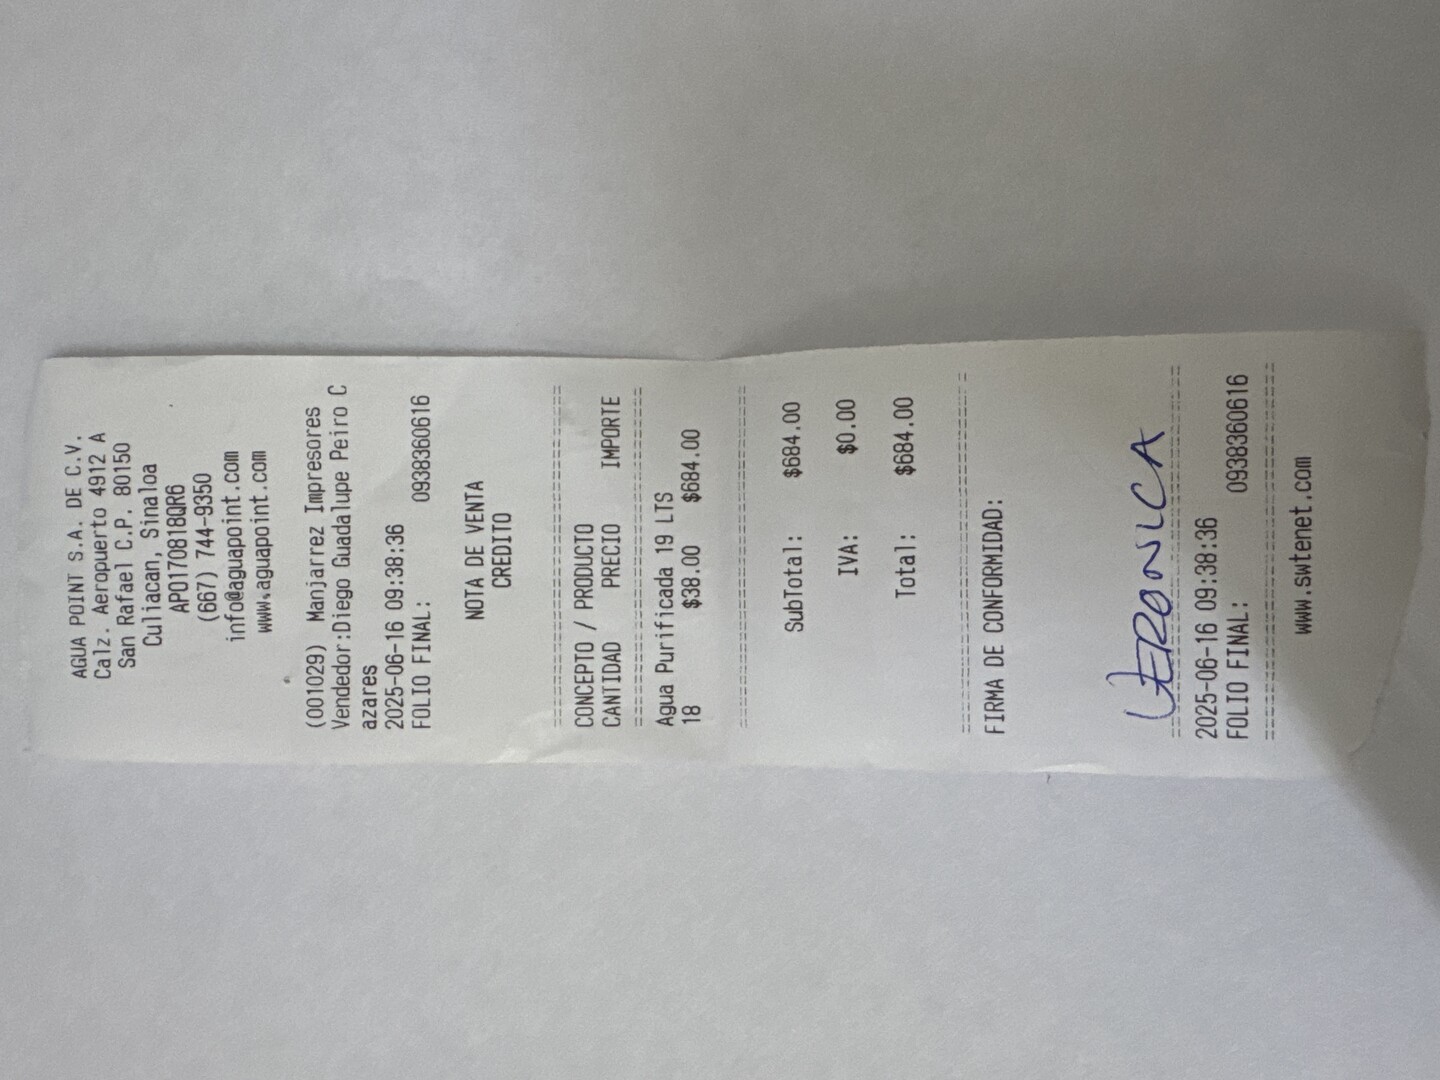 AGUA POINT S.A. DE C.V.
Calz. Aeropuerto 4912 A
San Rafael C.P. 80150
Culiacan, Sinaloa
APO170818QR6
(667) 744-9350
info@aguapoint.com
www.aguapoint.com
(001029) Manjarrez Impresores
Vendedor:Diego Guadalupe Peiro C
azares
2025-06-16 09:38:36
FOLIO FINAL: 0938360616
NOTA DE VENTA
CREDITO
================================
CONCEPTO / PRODUCTO
CANTIDAD PRECIO IMPORTE
================================
Agua Purificada 19 LTS
18 $38.00 $684.00
================================
SubTotal: $684.00
IVA: $0.00
Total: $684.00
================================
FIRMA DE CONFORMIDAD:
VERONICA
================================
2025-06-16 09:38:36
FOLIO FINAL: 0938360616
================================
www.swtenet.com